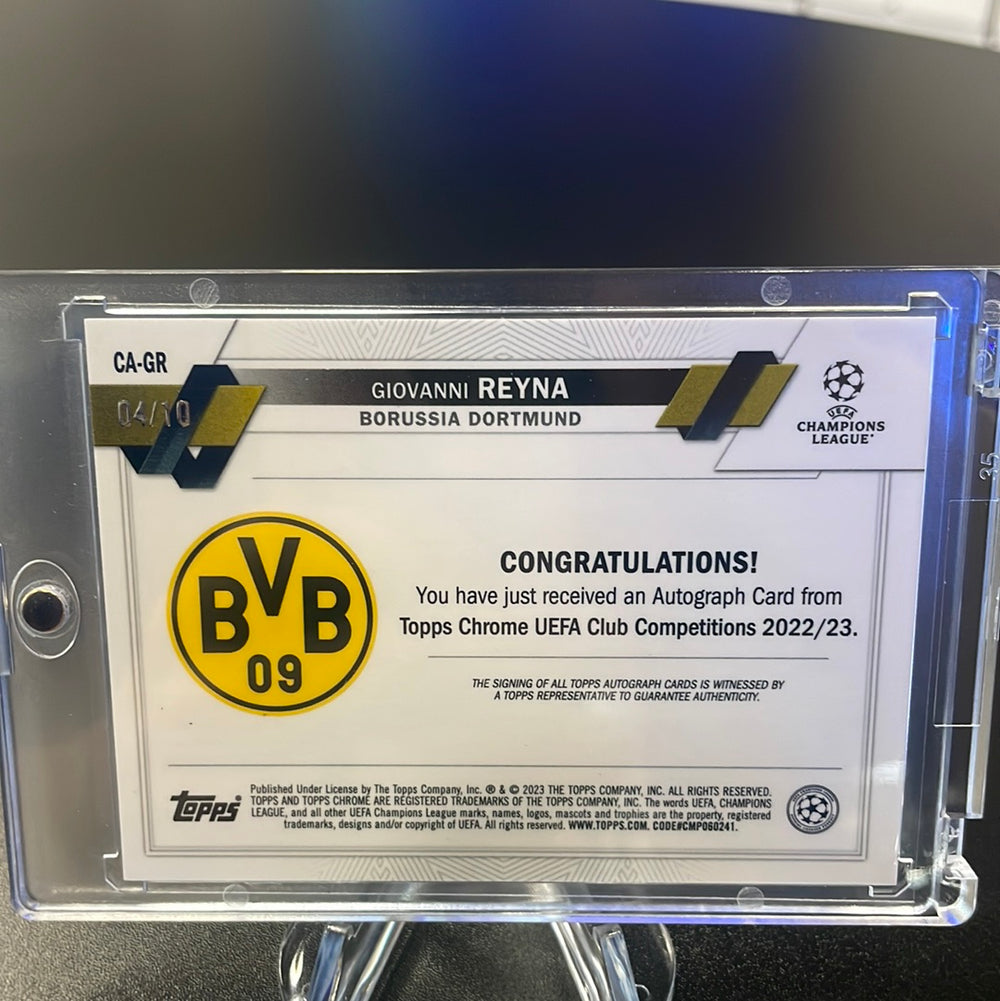 CA-GR
04/10
GIOVANNI REYNA
BORUSSIA DORTMUND
UEFA
CHAMPIONS
LEAGUE
BVB
09
CONGRATULATIONS!
You have just received an Autograph Card from
Topps Chrome UEFA Club Competitions 2022/23.
THE SIGNING OF ALL TOPPS AUTOGRAPH CARDS IS WITNESSED BY
A TOPPS REPRESENTATIVE TO GUARANTEE AUTHENTICITY.
topps
Published Under License by The Topps Company, Inc. ® & © 2023 THE TOPPS COMPANY, INC. ALL RIGHTS RESERVED.
TOPPS AND TOPPS CHROME ARE REGISTERED TRADEMARKS OF THE TOPPS COMPANY, INC. The words UEFA, CHAMPIONS
LEAGUE, and all other UEFA Champions League marks, names, logos, mascots and trophies are the property, registered
trademarks, designs and/or copyright of UEFA. All rights reserved. WWW.TOPPS.COM. CODE#CMP060241.
35